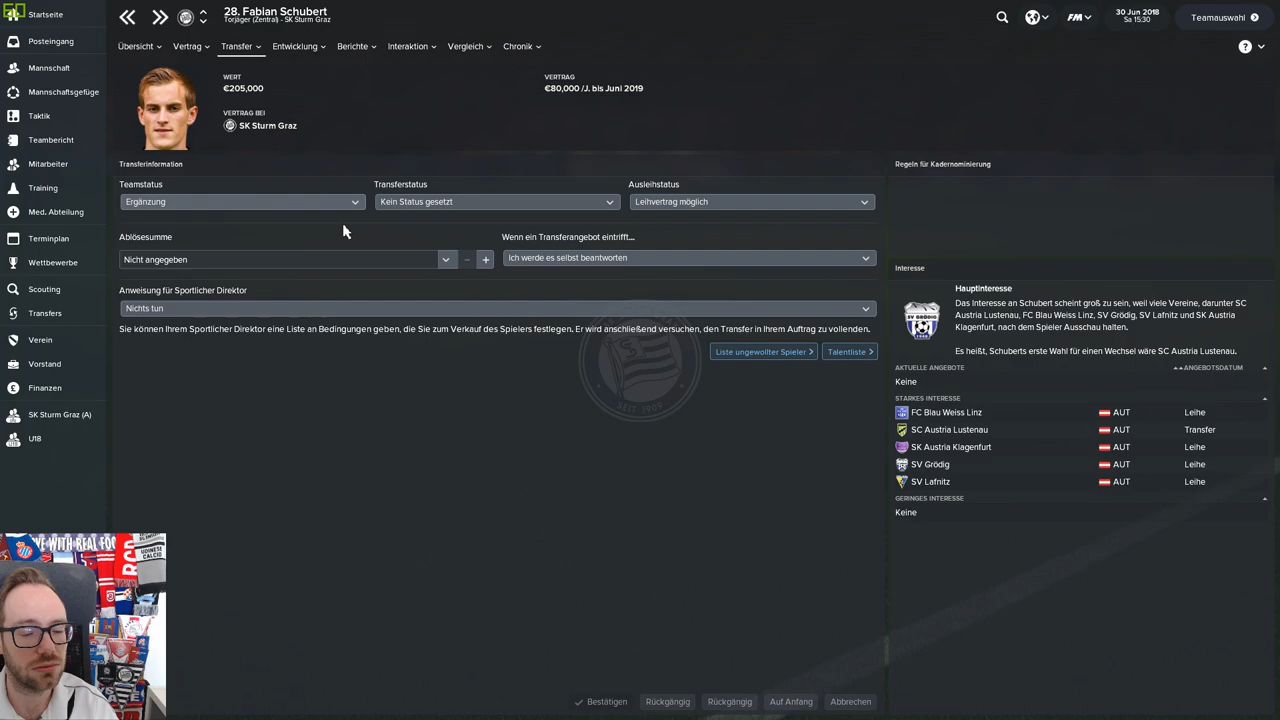 Startseite
Posteingang
Mannschaft
Mannschaftsgefüge
Taktik
Teambericht
Mitarbeiter
Training
Med. Abteilung
Terminplan
Wettbewerbe
Scouting
Transfers
Verein
Vorstand
Finanzen
SK Sturm Graz (A)
U18
28. Fabian Schubert
Torjäger (Zentral) - SK Sturm Graz
30 Jun 2018
Sa 15:30
Teamauswahl
FM
Übersicht
Vertrag
Transfer
Entwicklung
Berichte
Interaktion
Vergleich
Chronik
?
WERT
€205,000
VERTRAG
€80,000 /J. bis Juni 2019
VERTRAG BEI
SK Sturm Graz
Transferinformation
Teamstatus
Transferstatus
Ausleihstatus
Ergänzung
Kein Status gesetzt
Leihvertrag möglich
Ablösesumme
Wenn ein Transferangebot eintrifft...
Nicht angegeben
Ich werde es selbst beantworten
Anweisung für Sportlicher Direktor
Nichts tun
Sie können Ihrem Sportlicher Direktor eine Liste an Bedingungen geben, die Sie zum Verkauf des Spielers festlegen. Er wird anschließend versuchen, den Transfer in Ihrem Auftrag zu vollenden.
Liste ungewollter Spieler
Talentliste
SEIT 1909
Regeln für Kadernominierung
Interesse
SV GRÖDIG
Hauptinteresse
Das Interesse an Schubert scheint groß zu sein, weil viele Vereine, darunter SC
Austria Lustenau, FC Blau Weiss Linz, SV Grödig, SV Lafnitz und SK Austria
Klagenfurt, nach dem Spieler Ausschau halten.
Es heißt, Schuberts erste Wahl für einen Wechsel wäre SC Austria Lustenau.
AKTUELLE ANGEBOTE
ANGEBOTSDATUM
Keine
STARKES INTERESSE
FC Blau Weiss Linz AUT Leihe
SC Austria Lustenau AUT Transfer
SK Austria Klagenfurt AUT Leihe
SV Grödig AUT Leihe
SV Lafnitz AUT Leihe
GERINGES INTERESSE
Keine
Bestätigen
Rückgängig
Rückgängig
Auf Anfang
Abbrechen
UDINESE
CALCIO